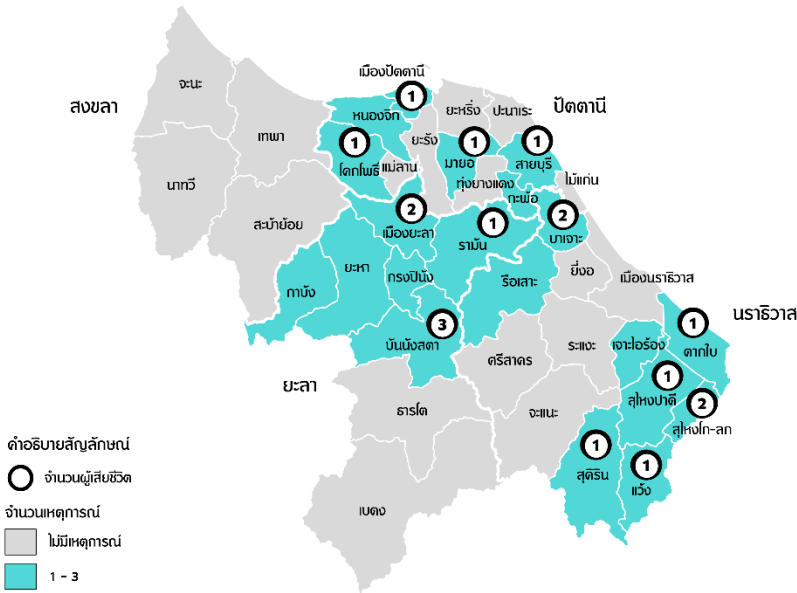 เมืองปัตตานี
1
จะนะ
สงขลา
ปัตตานี
ยะหริ่ง
ปะนาเระ
หนองจิก
เทพา
ยะรัง
1
1
1
โคกโพธิ์
แม่ลาน
มายอ
สายบุรี
ไม้แก่น
นาทวี
ทุ่งยางแดง
กะพ้อ
สะบ้าย้อย
2
1
2
เมืองยะลา
รามัน
บาเจาะ
ยะหา
กรงปินัง
รือเสาะ
ยี่งอ
เมืองนราธิวาส
กาบัง
นราธิวาส
3
1
บันนังสตา
ศรีสาคร
ระแงะ
เจาะไอร้อง
ตากใบ
ยะลา
1
สุไหงปาดี
2
ธารโต
จะแนะ
สุไหงโก-ลก
คำอธิบายสัญลักษณ์
1
1
จำนวนผู้เสียชีวิต
สุคิริน
แว้ง
จำนวนเหตุการณ์
เบตง
ไม่มีเหตุการณ์
1 - 3